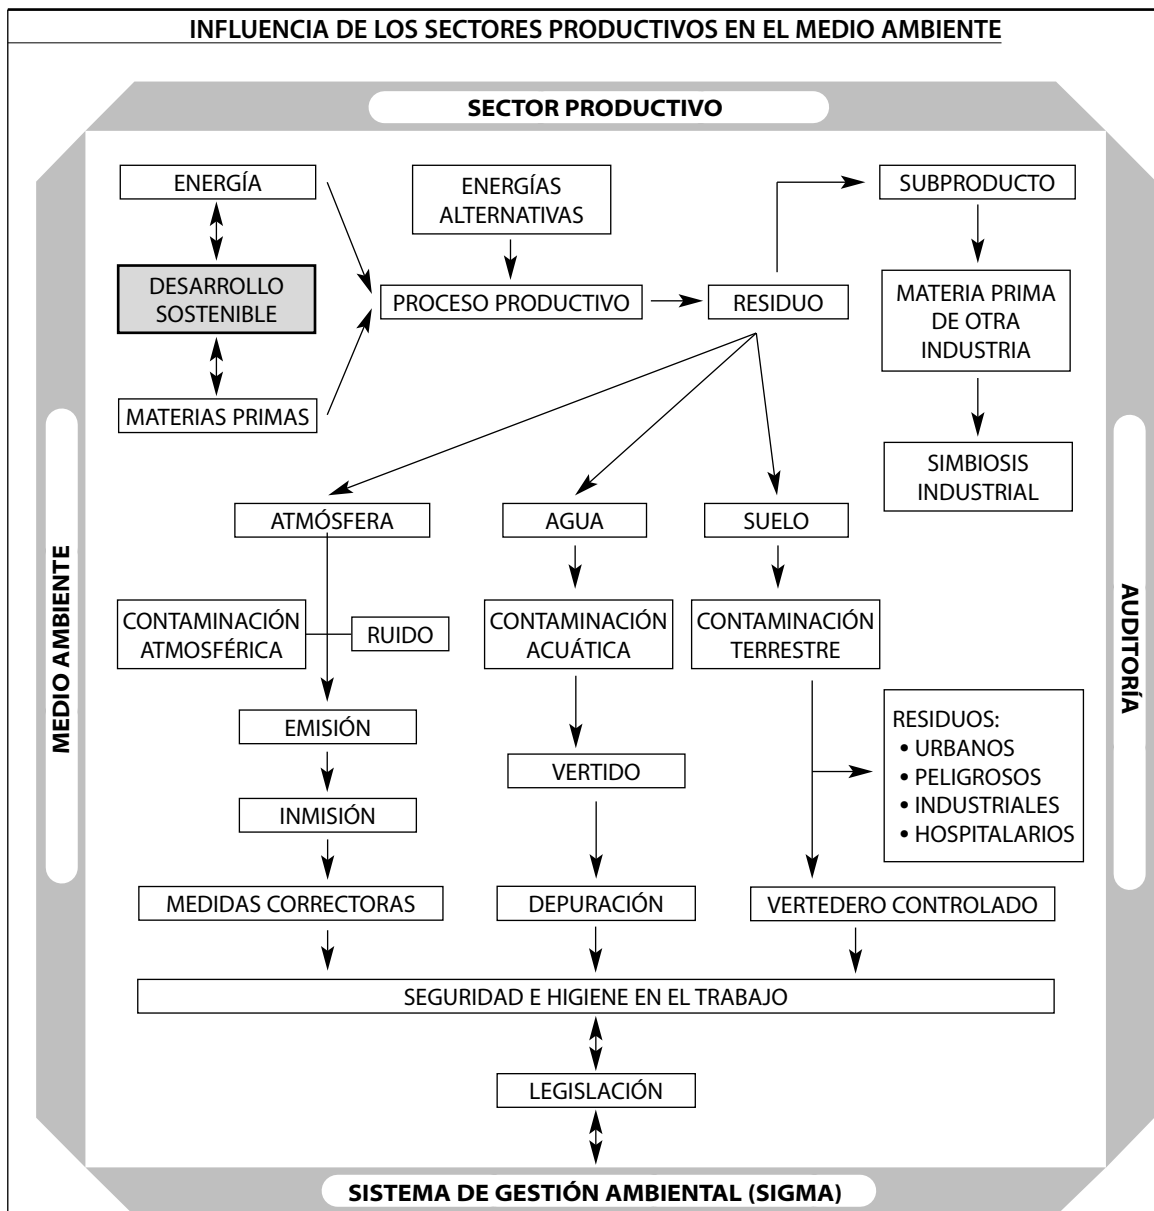 INFLUENCIA DE LOS SECTORES PRODUCTIVOS EN EL MEDIO AMBIENTE
SECTOR PRODUCTIVO
ENERGÍA
ENERGÍAS
ALTERNATIVAS
SUBPRODUCTO
DESARROLLO
SOSTENIBLE
PROCESO PRODUCTIVO
RESIDUO
MATERIA PRIMA
DE OTRA
INDUSTRIA
MATERIAS PRIMAS
SIMBIOSIS
INDUSTRIAL
ATMÓSFERA
AGUA
SUELO
MEDIO AMBIENTE
AUDITORÍA
CONTAMINACIÓN
ATMOSFÉRICA
RUIDO
CONTAMINACIÓN
ACUÁTICA
CONTAMINACIÓN
TERRESTRE
EMISIÓN
VERTIDO
RESIDUOS:
• URBANOS
• PELIGROSOS
• INDUSTRIALES
• HOSPITALARIOS
INMISIÓN
MEDIDAS CORRECTORAS
DEPURACIÓN
VERTEDERO CONTROLADO
SEGURIDAD E HIGIENE EN EL TRABAJO
LEGISLACIÓN
SISTEMA DE GESTIÓN AMBIENTAL (SIGMA)